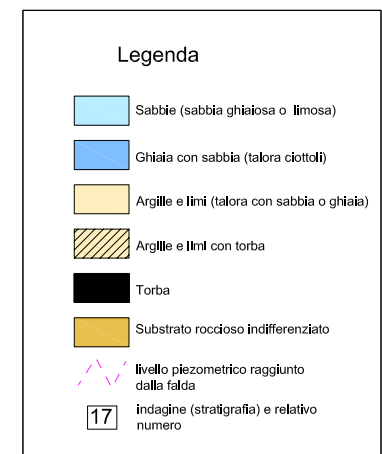 Legenda
Sabbie (sabbia ghiaiosa o limosa)
Ghiaia con sabbia (talora ciottoli)
Argille e limi (talora con sabbia o ghiaia)
Argille e limi con torba
Torba
Substrato roccioso indifferenziato
livello piezometrico raggiunto
dalla falda
17 indagine (stratigrafia) e relativo
numero